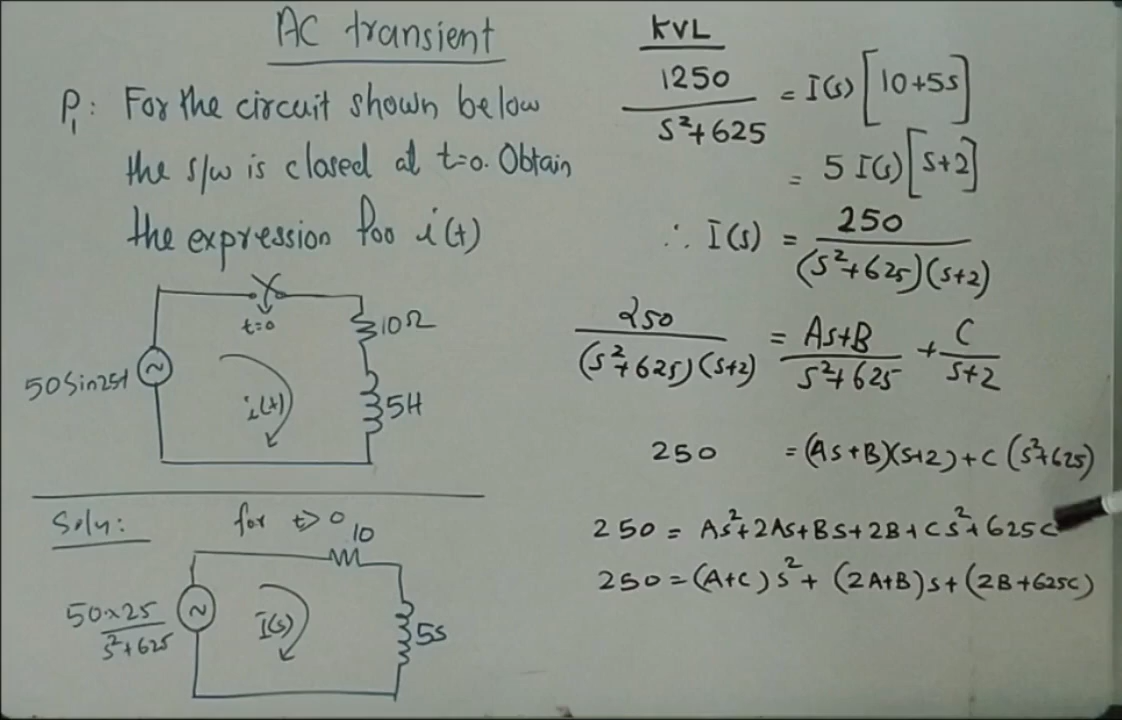 AC transient
P1: For the circuit shown below
the s/w is closed at t=0. Obtain
the expression for i(t)
t=0
10Ω
50Sin25t
i(t)
5H
Soln:
for t>0
10
50×25
s²+625
I(s)
5s
KVL
1250
s²+625
= I(s)[10+5s]
= 5 I(s)[s+2]
∴ I(s) = 250
(s²+625)(s+2)
250 = As+B + C
(s²+625)(s+2) s²+625 s+2
250 = (As+B)(s+2)+C(s²+625)
250 = As²+2As+Bs+2B+Cs²+625C
250=(A+C)s²+(2A+B)s+(2B+625C)